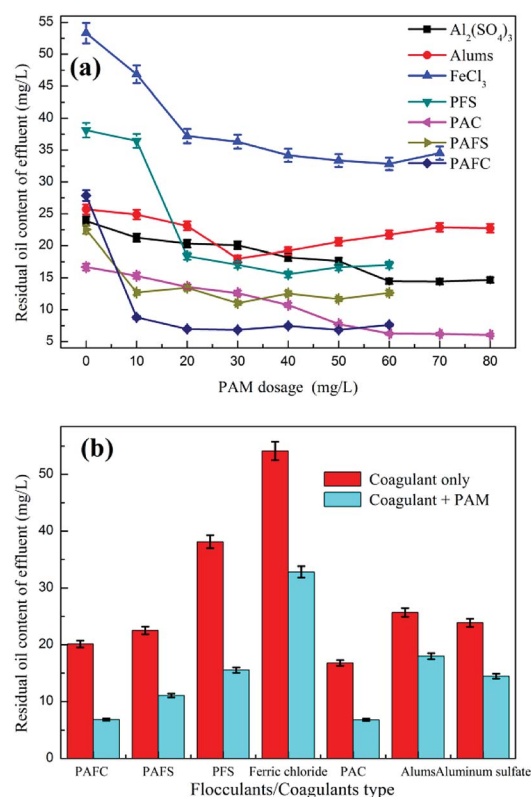 55
50
45
40
35
30
25
20
15
10
5
Residual oil content of effluent (mg/L)
(a)
Al2(SO4)3
Alums
FeCl3
PFS
PAC
PAFS
PAFC
0 10 20 30 40 50 60 70 80
PAM dosage (mg/L)
50
40
30
20
10
0
Residual oil content of effluent (mg/L)
(b)
Coagulant only
Coagulant + PAM
PAFC PAFS PFS Ferric chloride PAC Alums Aluminum sulfate
Flocculants/Coagulants type